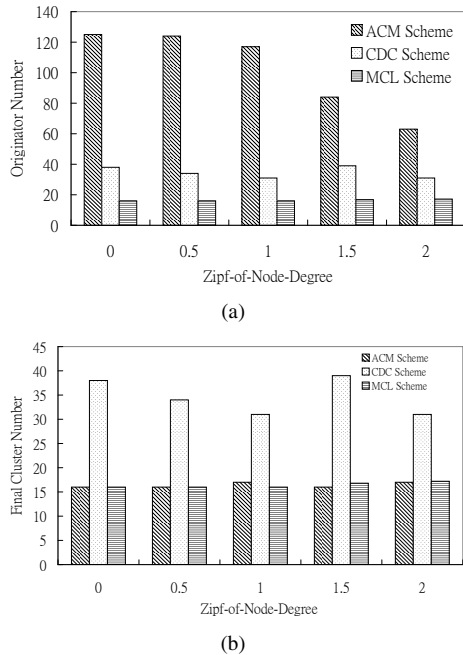 140
120
100
80
60
40
20
0
Originator Number
ACM Scheme
CDC Scheme
MCL Scheme
0 0.5 1 1.5 2
Zipf-of-Node-Degree
(a)
45
40
35
30
25
20
15
10
5
0
Final Cluster Number
ACM Scheme
CDC Scheme
MCL Scheme
0 0.5 1 1.5 2
Zipf-of-Node-Degree
(b)